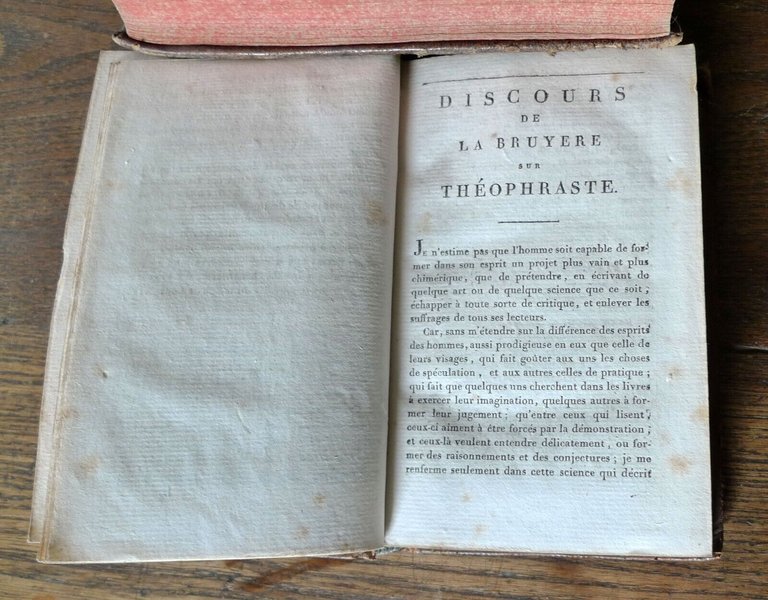 DISCOURS
DE
LA BRUYERE
SUR
THÉOPHRASTE.
JE n'estime pas que l'homme soit capable de for-
mer dans son esprit un projet plus vain et plus
chimérique, que de prétendre, en écrivant de
quelque art ou de quelque science que ce soit,
échapper à toute sorte de critique, et enlever les
suffrages de tous ses lecteurs.
Car, sans m'étendre sur la différence des esprits
des hommes, aussi prodigieuse en eux que celle de
leurs visages, qui fait goûter aux uns les choses
de spéculation, et aux autres celles de pratique;
qui fait que quelques uns cherchent dans les livres
à exercer leur imagination, quelques autres à for-
mer leur jugement; qu'entre ceux qui lisent,
ceux-ci aiment à être forcés par la démonstration,
et ceux-là veulent entendre délicatement, ou for-
mer des raisonnements et des conjectures; je me
renferme seulement dans cette science qui décrit